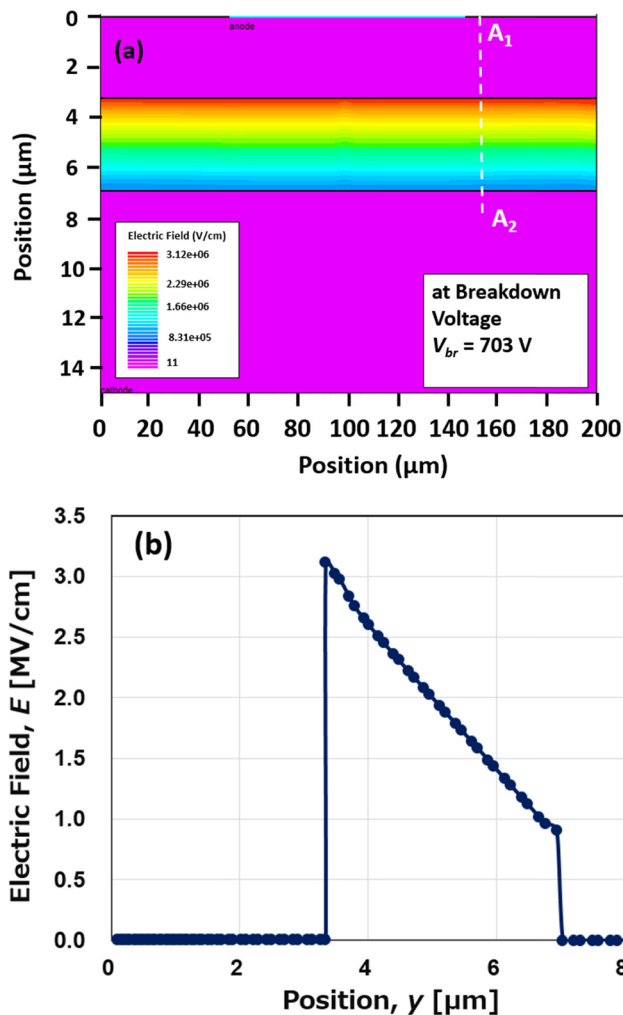 0
2
4
6
8
10
12
14
Position (µm)
anode
(a)
A1
A2
Electric Field (V/cm)
3.12e+06
2.29e+06
1.66e+06
8.31e+05
11
at Breakdown
Voltage
Vbr = 703 V
cathode
0 20 40 60 80 100 120 140 160 180 200
Position (µm)
3.5
3.0
2.5
2.0
1.5
1.0
0.5
0.0
Electric Field, E [MV/cm]
(b)
0 2 4 6 8
Position, y [µm]